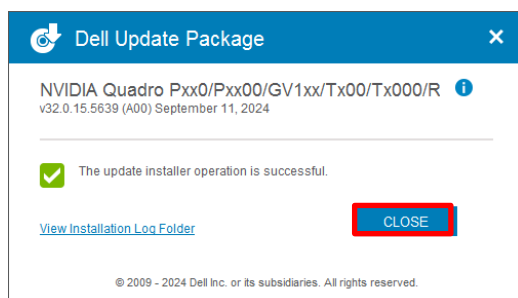 Dell Update Package
NVIDIA Quadro Pxx0/Pxx00/GV1xx/Tx00/Tx000/R
v32.0.15.5639 (A00) September 11, 2024
The update installer operation is successful.
View Installation Log Folder
CLOSE
© 2009 - 2024 Dell Inc. or its subsidiaries. All rights reserved.